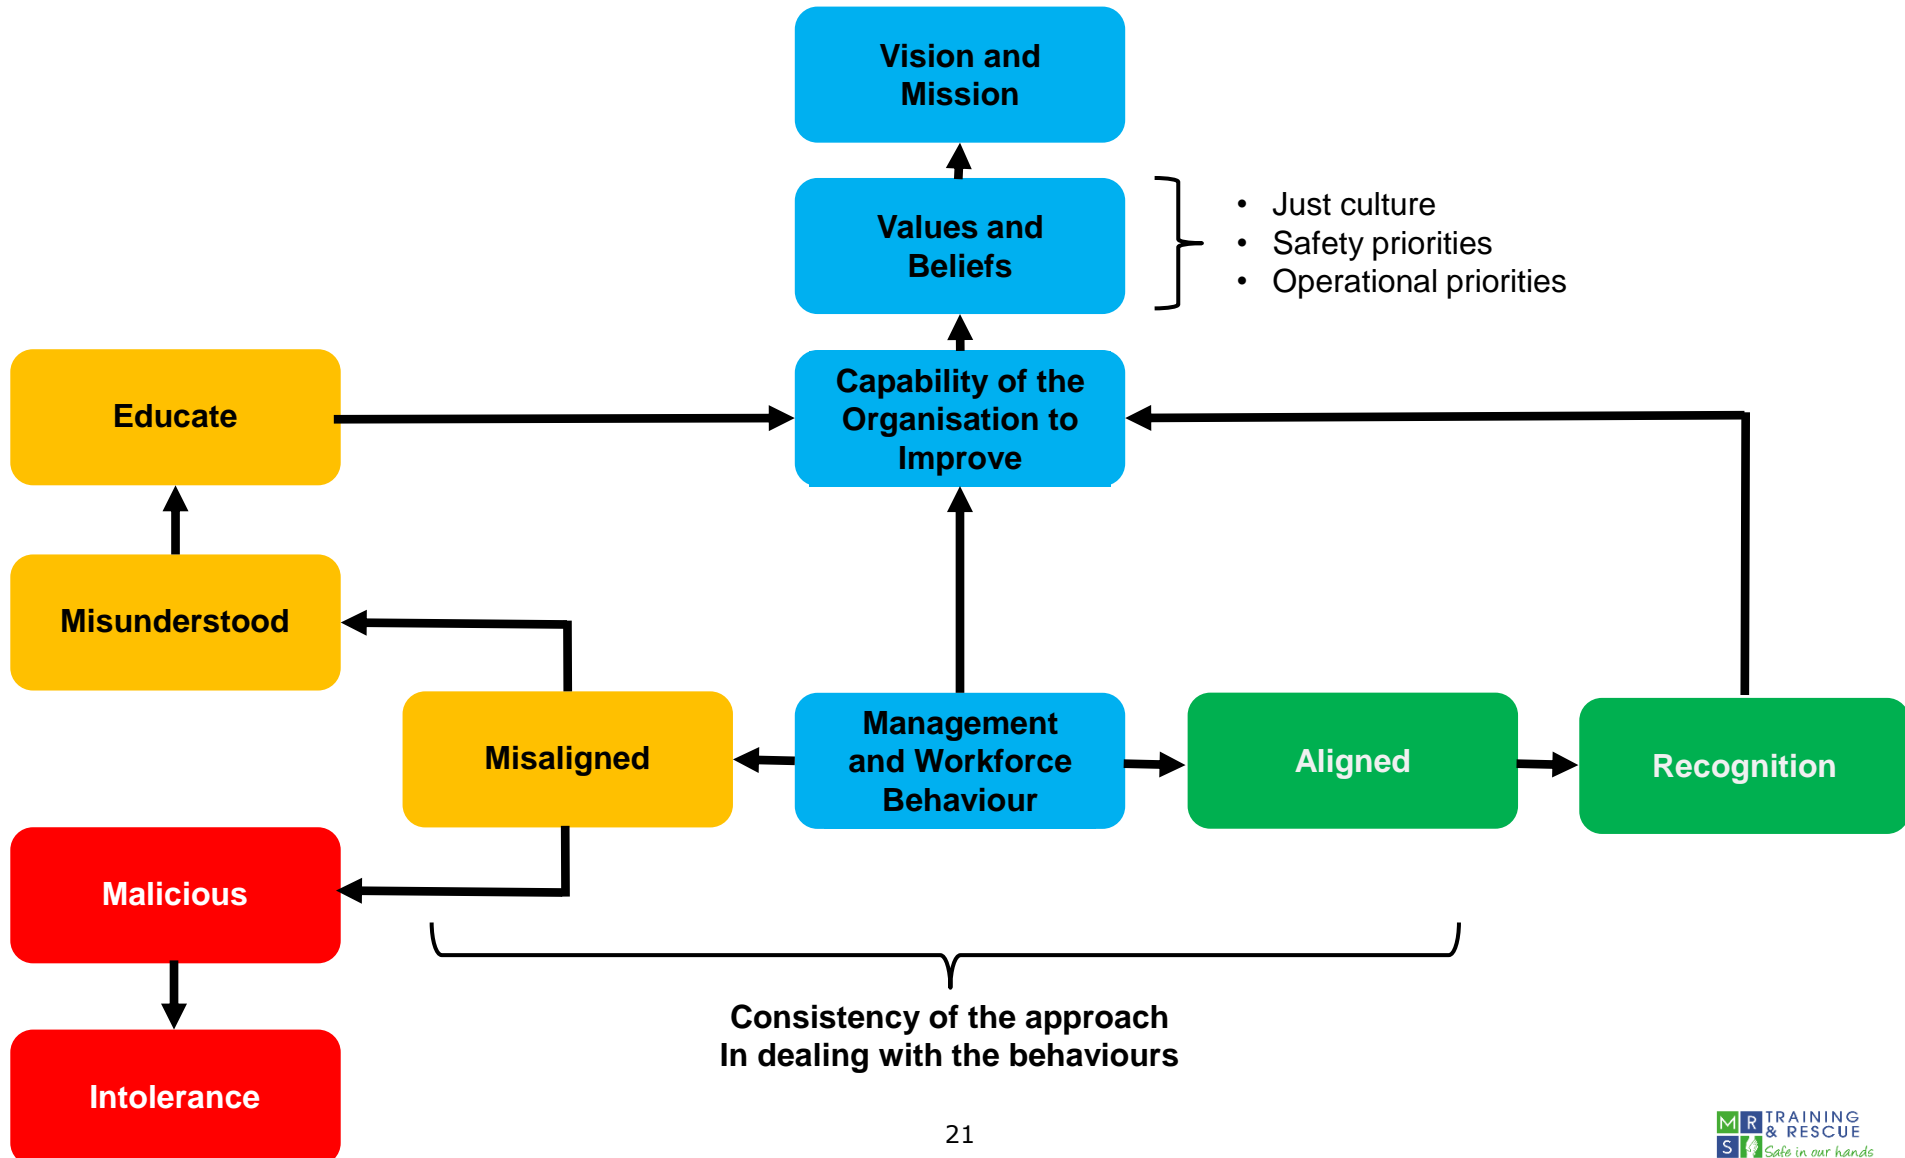 Vision and
Mission
Values and
Beliefs
• Just culture
• Safety priorities
• Operational priorities
Educate
Capability of the
Organisation to
Improve
Misunderstood
Misaligned
Management
and Workforce
Behaviour
Aligned
Recognition
Malicious
Consistency of the approach
In dealing with the behaviours
Intolerance
21
MRS
TRAINING
& RESCUE
Safe in our hands